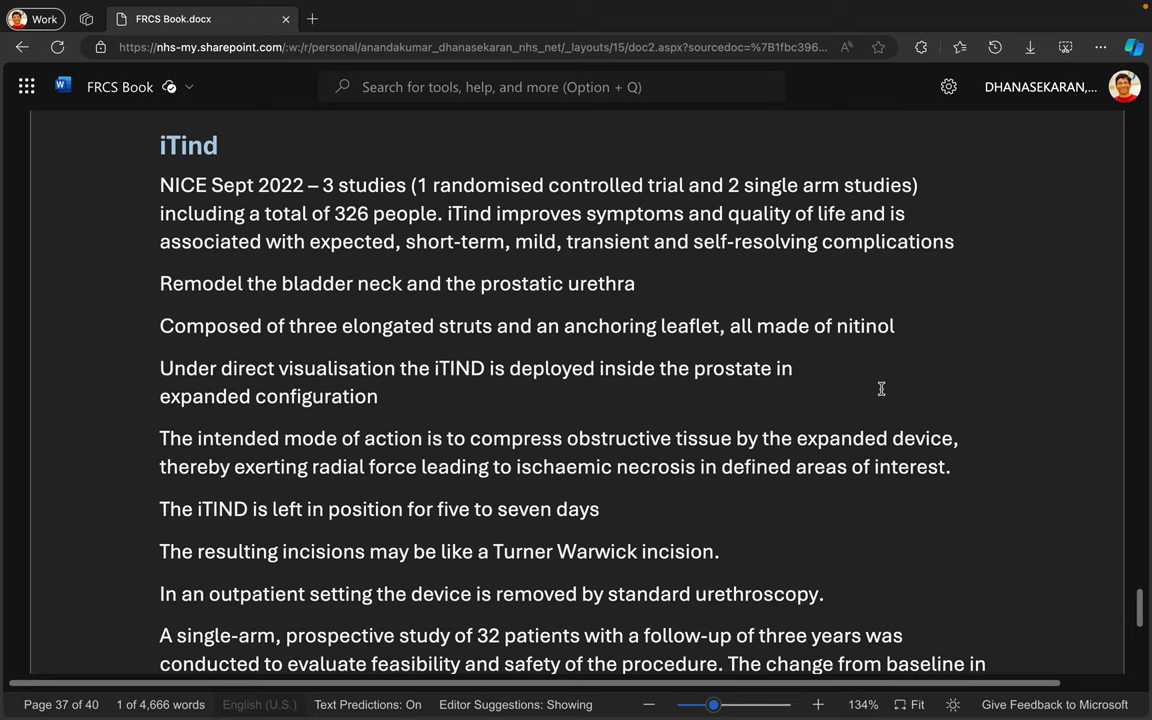 Work
FRCS Book.docx
https://nhs-my.sharepoint.com/:w:/r/personal/anandakumar_dhanasekaran_nhs_net/_layouts/15/doc2.aspx?sourcedoc=%7B1fbc396...
FRCS Book
Search for tools, help, and more (Option + Q)
DHANASEKARAN,...
iTind
NICE Sept 2022 – 3 studies (1 randomised controlled trial and 2 single arm studies)
including a total of 326 people. iTind improves symptoms and quality of life and is
associated with expected, short-term, mild, transient and self-resolving complications
Remodel the bladder neck and the prostatic urethra
Composed of three elongated struts and an anchoring leaflet, all made of nitinol
Under direct visualisation the iTIND is deployed inside the prostate in
expanded configuration
The intended mode of action is to compress obstructive tissue by the expanded device,
thereby exerting radial force leading to ischaemic necrosis in defined areas of interest.
The iTIND is left in position for five to seven days
The resulting incisions may be like a Turner Warwick incision.
In an outpatient setting the device is removed by standard urethroscopy.
A single-arm, prospective study of 32 patients with a follow-up of three years was
conducted to evaluate feasibility and safety of the procedure. The change from baseline in
Page 37 of 40 1 of 4,666 words English (U.S.) Text Predictions: On Editor Suggestions: Showing 134% Fit Give Feedback to Microsoft